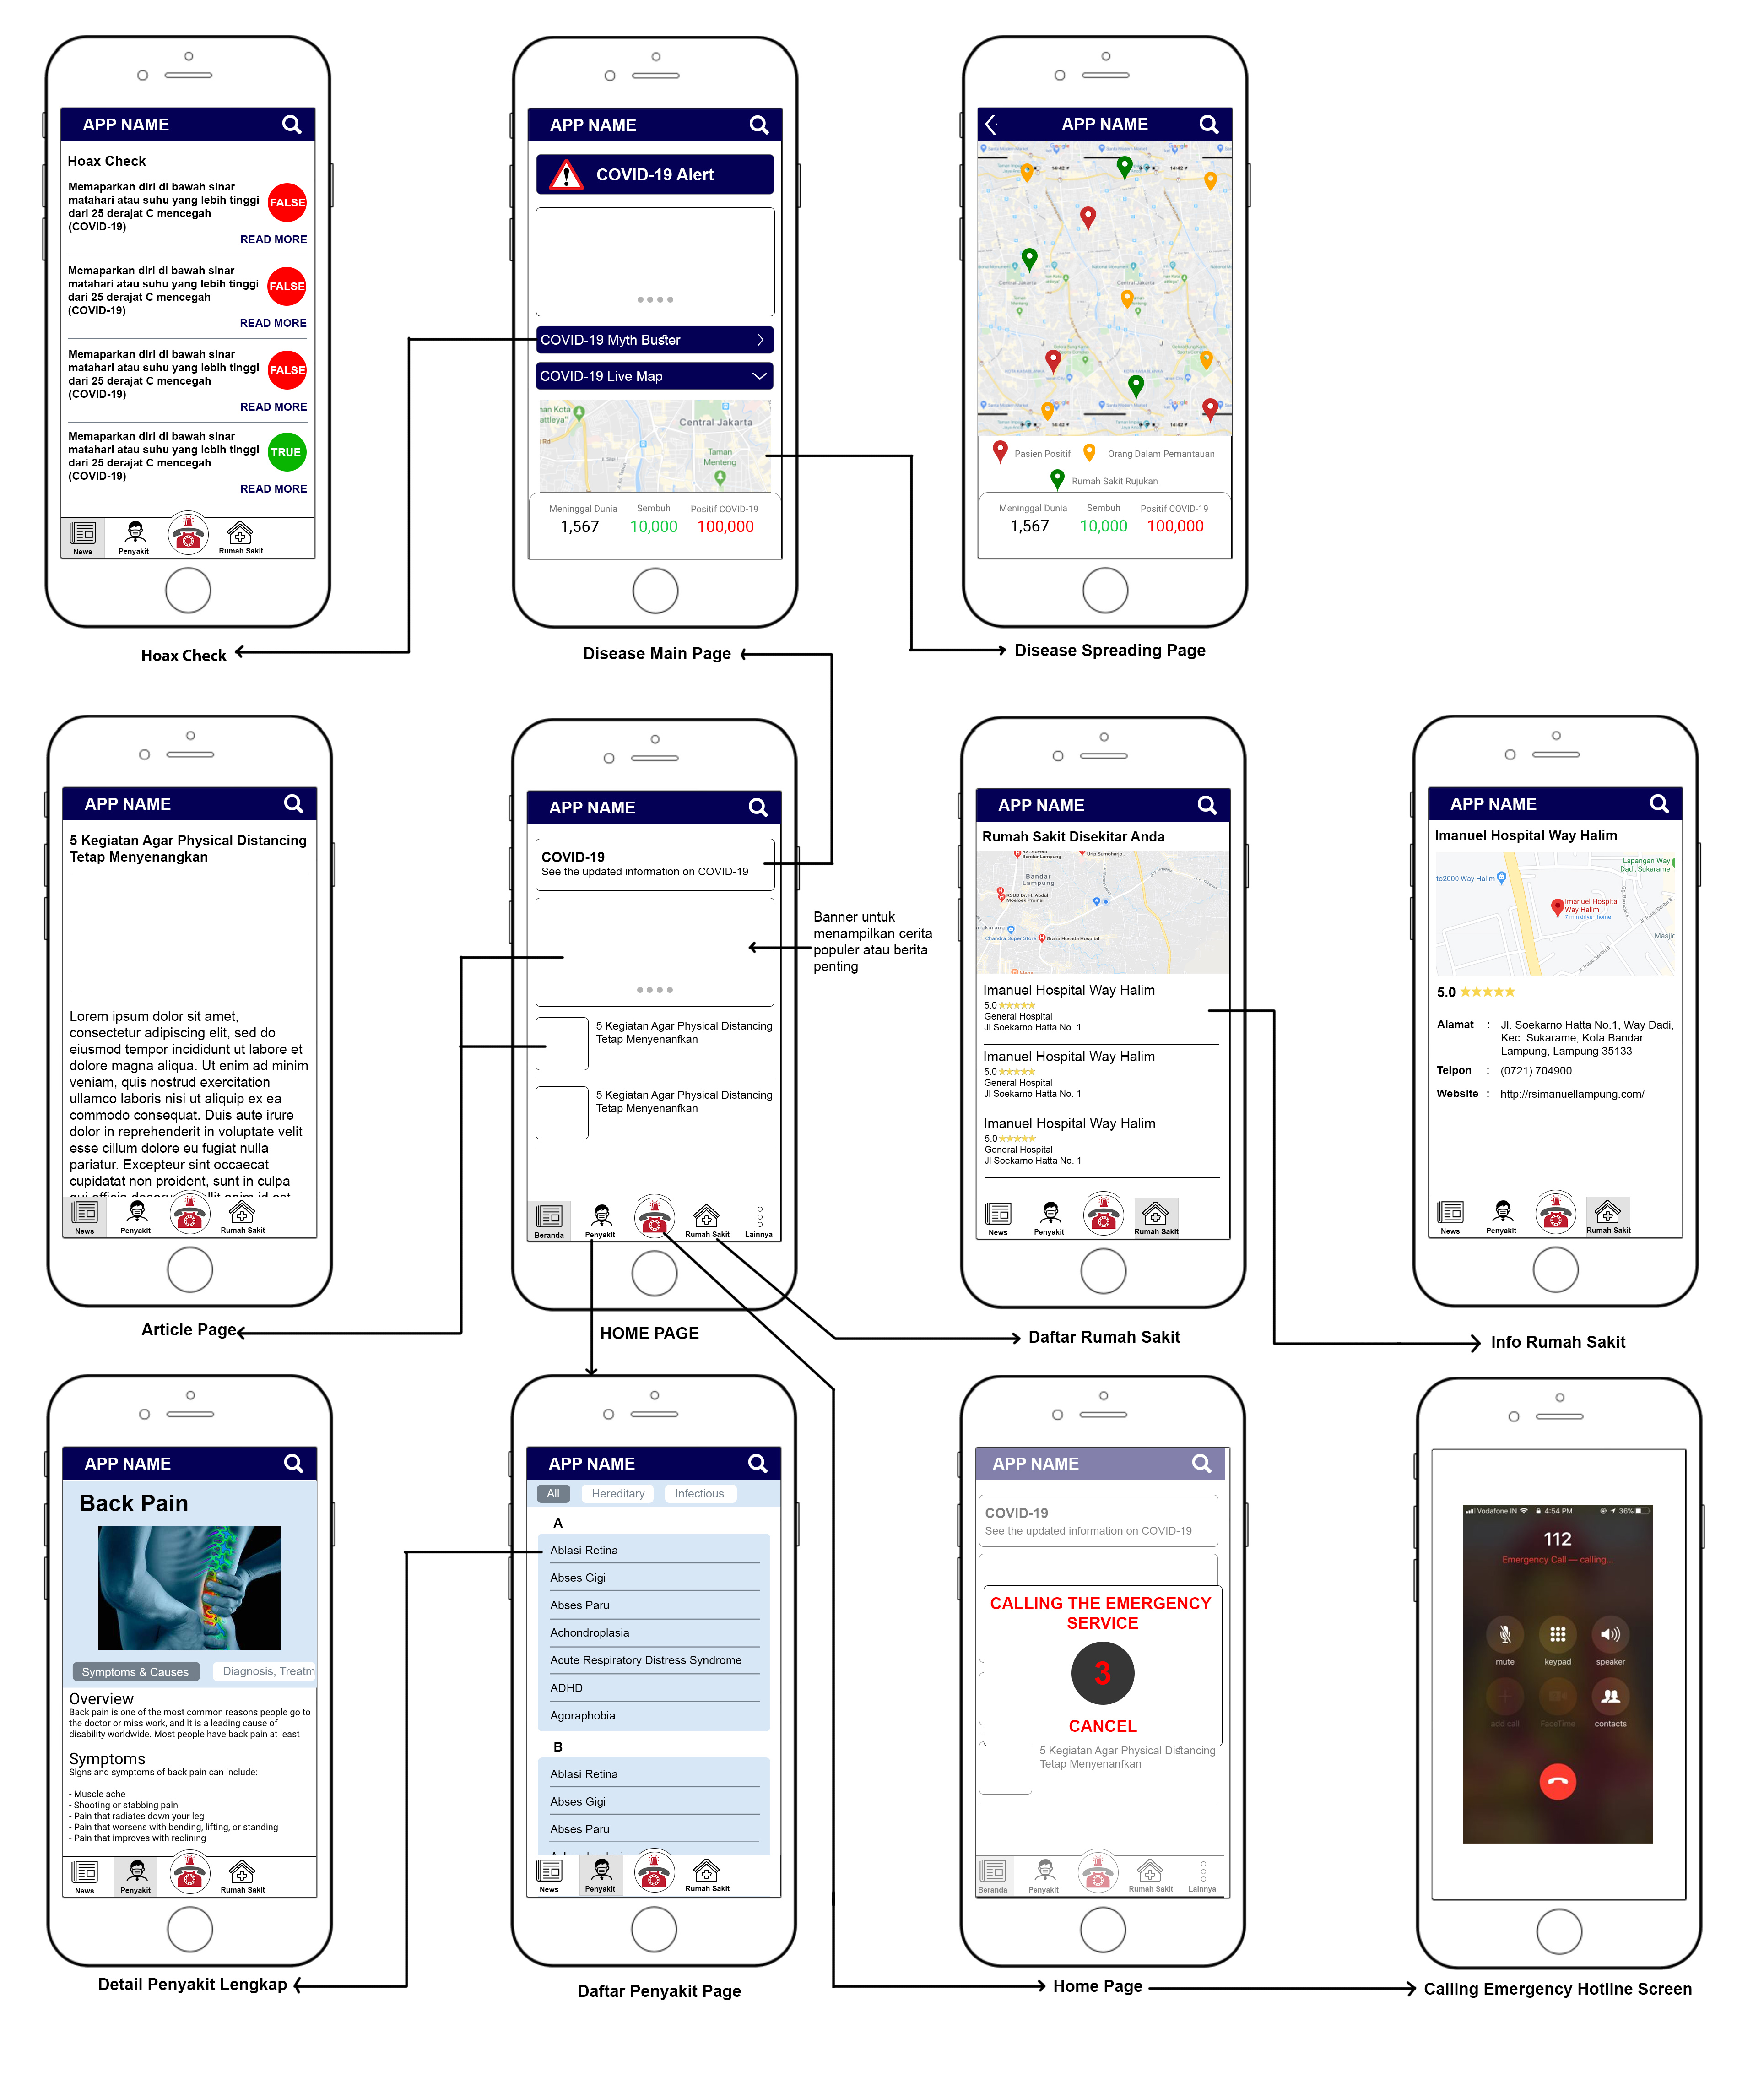 APP NAME
Hoax Check
Memaparkan diri di bawah sinar
matahari atau suhu yang lebih tinggi
dari 25 derajat C mencegah
(COVID-19)
FALSE
READ MORE
Memaparkan diri di bawah sinar
matahari atau suhu yang lebih tinggi
dari 25 derajat C mencegah
(COVID-19)
FALSE
READ MORE
Memaparkan diri di bawah sinar
matahari atau suhu yang lebih tinggi
dari 25 derajat C mencegah
(COVID-19)
FALSE
READ MORE
Memaparkan diri di bawah sinar
matahari atau suhu yang lebih tinggi
dari 25 derajat C mencegah
(COVID-19)
TRUE
READ MORE
News Penyakit Rumah Sakit
Hoax Check
APP NAME
COVID-19 Alert
COVID-19 Myth Buster
COVID-19 Live Map
Central Jakarta
Taman
Menteng
Meninggal Dunia Sembuh Positif COVID-19
1,567 10,000 100,000
Disease Main Page
APP NAME
Pasien Positif Orang Dalam Pemantauan
Rumah Sakit Rujukan
Meninggal Dunia Sembuh Positif COVID-19
1,567 10,000 100,000
Disease Spreading Page
APP NAME
5 Kegiatan Agar Physical Distancing
Tetap Menyenangkan
Lorem ipsum dolor sit amet,
consectetur adipiscing elit, sed do
eiusmod tempor incididunt ut labore et
dolore magna aliqua. Ut enim ad minim
veniam, quis nostrud exercitation
ullamco laboris nisi ut aliquip ex ea
commodo consequat. Duis aute irure
dolor in reprehenderit in voluptate velit
esse cillum dolore eu fugiat nulla
pariatur. Excepteur sint occaecat
cupidatat non proident, sunt in culpa
News Penyakit Rumah Sakit
Article Page
APP NAME
COVID-19
See the updated information on COVID-19
Banner untuk
menampilkan cerita
populer atau berita
penting
5 Kegiatan Agar Physical Distancing
Tetap Menyenanfkan
5 Kegiatan Agar Physical Distancing
Tetap Menyenanfkan
Beranda Penyakit Rumah Sakit Lainnya
HOME PAGE
APP NAME
Rumah Sakit Disekitar Anda
Bandar Lampung
Bandar
Lampung
RSUD Dr. H. Abdul
Moeloek
Chandra Super Store
Graha Husada Hospital
Imanuel Hospital Way Halim
5.0
General Hospital
Jl Soekarno Hatta No. 1
Imanuel Hospital Way Halim
5.0
General Hospital
Jl Soekarno Hatta No. 1
Imanuel Hospital Way Halim
5.0
General Hospital
Jl Soekarno Hatta No. 1
News Penyakit Rumah Sakit
Daftar Rumah Sakit
APP NAME
Imanuel Hospital Way Halim
Lapangan Way
Dadi, Sukarame
to2000 Way Halim
Imanuel Hospital
Way Halim
7 min drive - home
Masjid
5.0
Alamat : Jl. Soekarno Hatta No.1, Way Dadi,
Kec. Sukarame, Kota Bandar
Lampung, Lampung 35133
Telpon : (0721) 704900
Website : http://rsimanuellampung.com/
News Penyakit Rumah Sakit
Info Rumah Sakit
APP NAME
Back Pain
Symptoms & Causes Diagnosis, Treatm
Overview
Back pain is one of the most common reasons people go to
the doctor or miss work, and it is a leading cause of
disability worldwide. Most people have back pain at least
Symptoms
Signs and symptoms of back pain can include:
- Muscle ache
- Shooting or stabbing pain
- Pain that radiates down your leg
- Pain that worsens with bending, lifting, or standing
- Pain that improves with reclining
News Penyakit Rumah Sakit
Detail Penyakit Lengkap
APP NAME
All Hereditary Infectious
A
Ablasi Retina
Abses Gigi
Abses Paru
Achondroplasia
Acute Respiratory Distress Syndrome
ADHD
Agoraphobia
B
Ablasi Retina
Abses Gigi
Abses Paru
News Penyakit Rumah Sakit
Daftar Penyakit Page
APP NAME
COVID-19
See the updated information on COVID-19
CALLING THE EMERGENCY
SERVICE
3
CANCEL
5 Kegiatan Agar Physical Distancing
Tetap Menyenanfkan
Beranda Penyakit Rumah Sakit Lainnya
Home Page
Vodafone IN 4:54 PM 36%
112
Emergency Call — calling...
mute keypad speaker
add call FaceTime contacts
Calling Emergency Hotline Screen